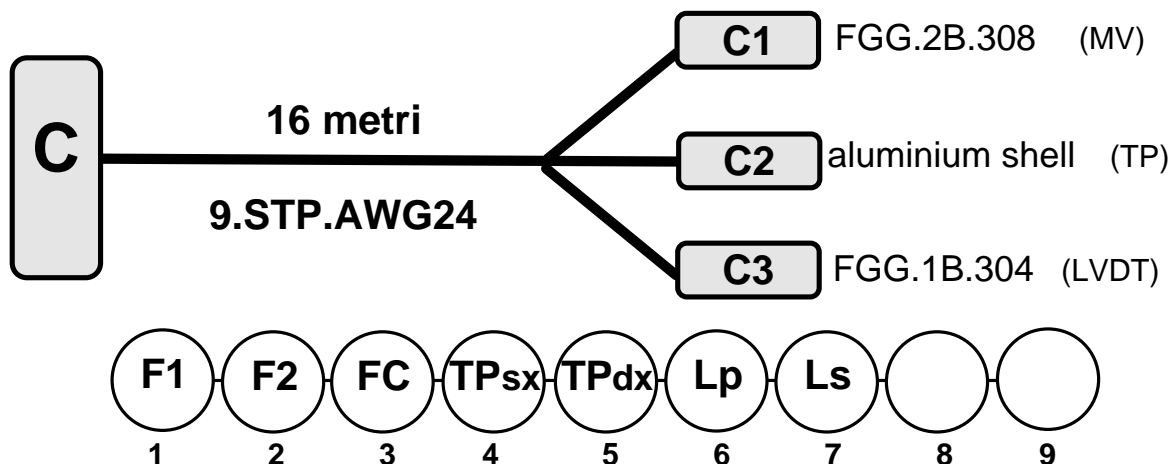 C1 FGG.2B.308 (MV)
C 16 metri C2 aluminium shell (TP)
9.STP.AWG24
C3 FGG.1B.304 (LVDT)
F1 F2 FC TPsx TPdx Lp Ls
1 2 3 4 5 6 7 8 9